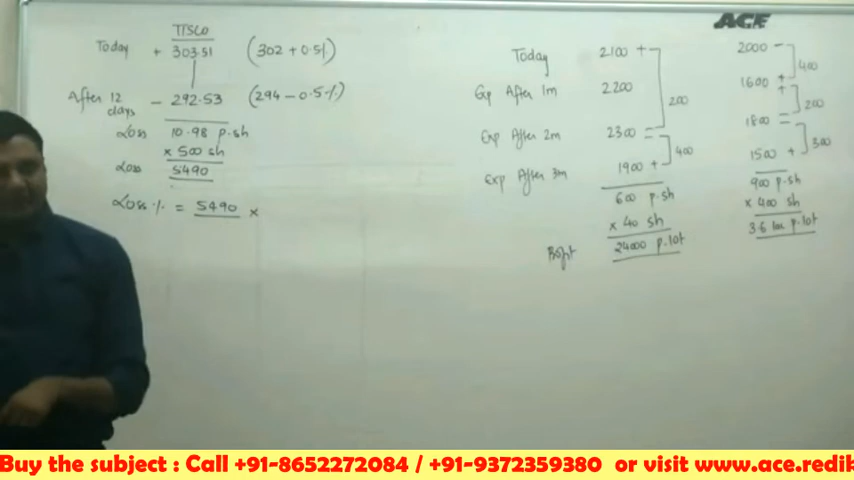 TISCO
Today + 303.51 (302 + 0.5%)
After 12 days - 292.53 (294 - 0.5%)
Loss 10.98 p.sh
x 500 sh
Loss 5490
Loss % = 5490 x
ACE
Today 2100 + 2000 -
400
Exp After 1m 2200 1600 +
+
200 200
Exp After 2m 2300 = 1800 =
400 300
Exp After 3m 1900 + 1500 +
600 p.sh 900 p.sh
x 40 sh x 400 sh
Profit 24000 p.lot 3.6 lac p.lot
Buy the subject : Call +91-8652272084 / +91-9372359380 or visit www.ace.redik